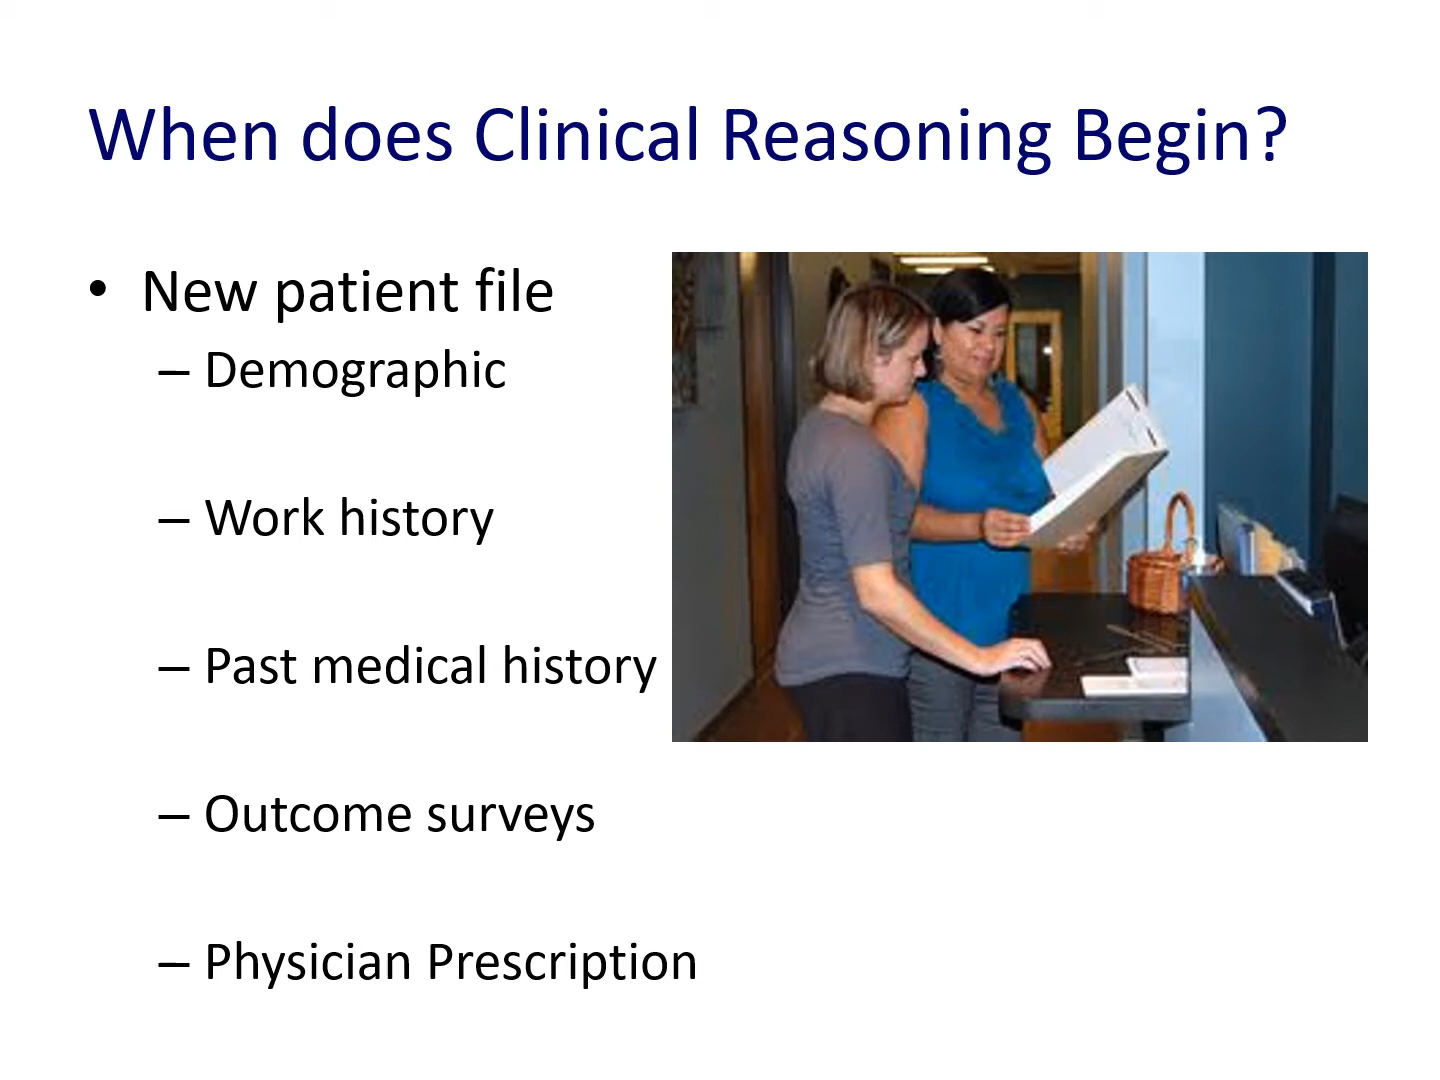 When does Clinical Reasoning Begin?
• New patient file
– Demographic
– Work history
– Past medical history
– Outcome surveys
– Physician Prescription